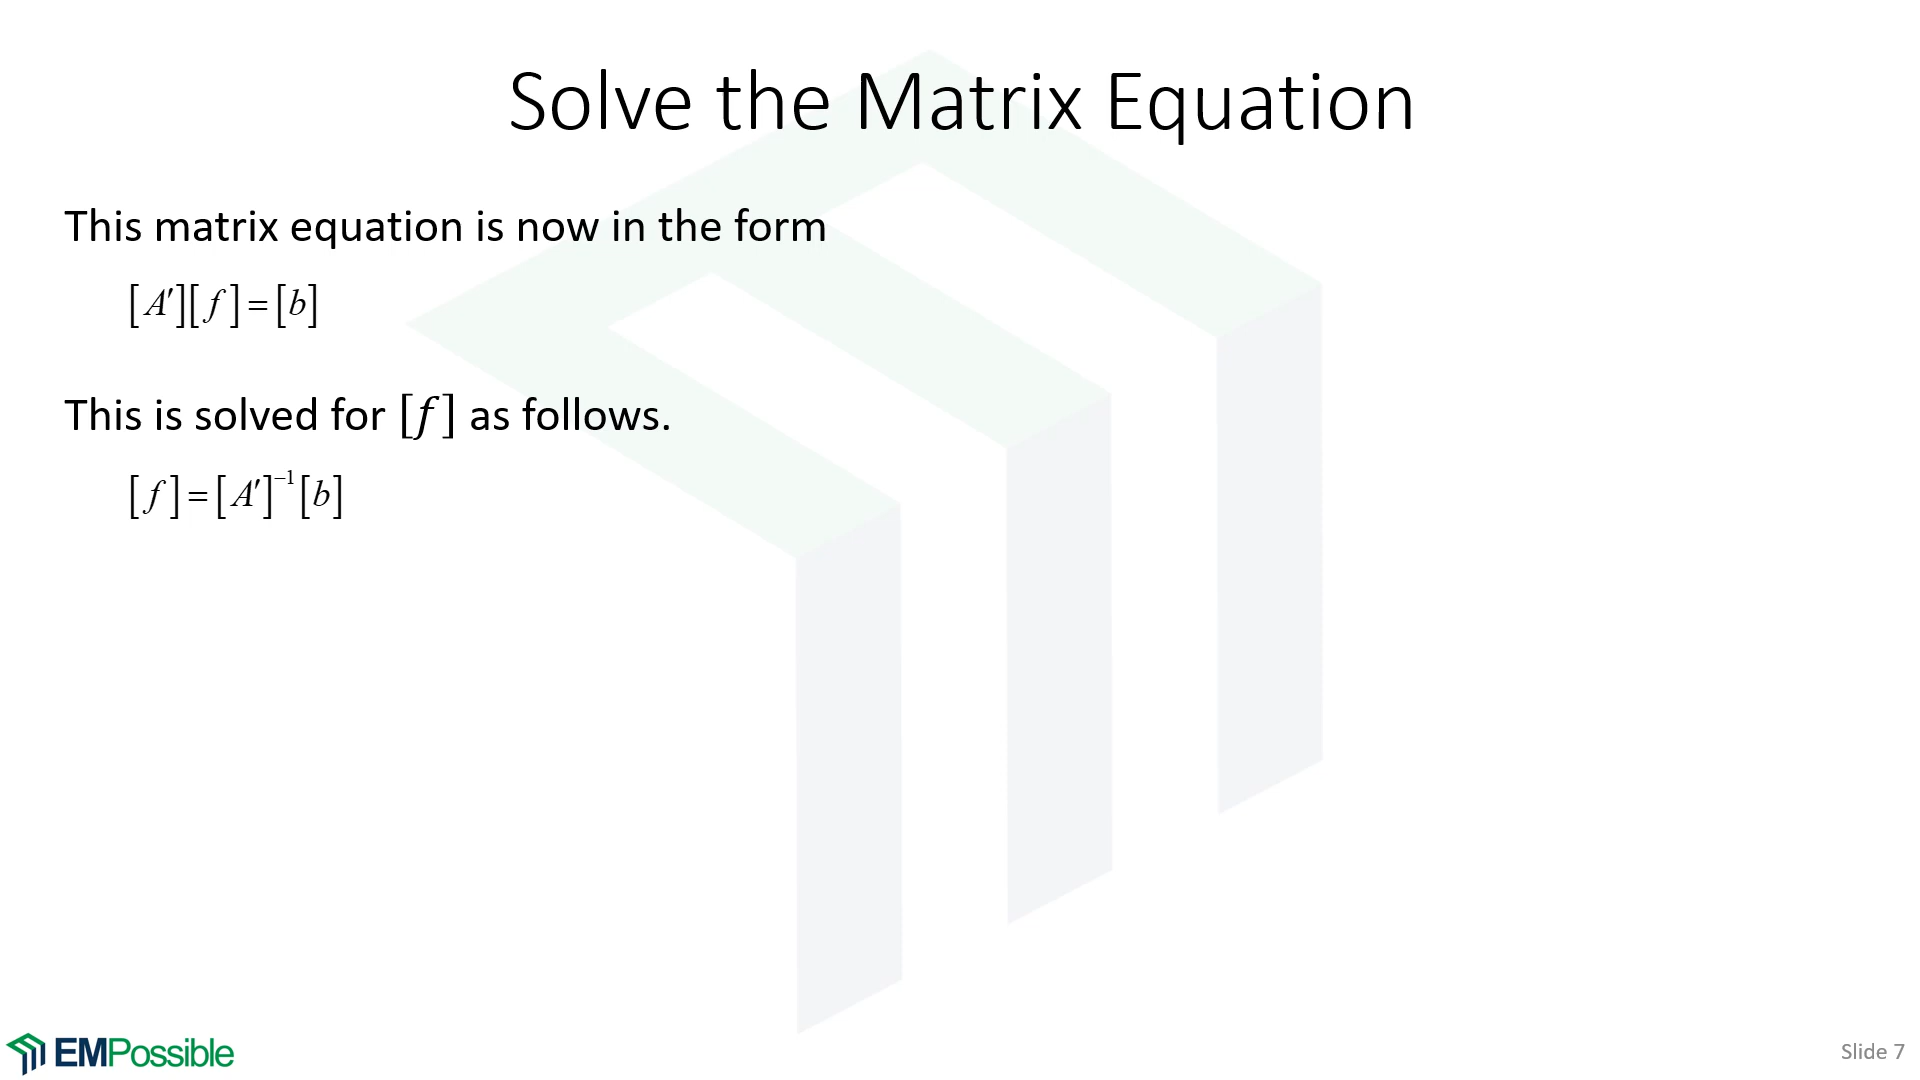 Solve the Matrix Equation
This matrix equation is now in the form
[A′][f]=[b]
This is solved for [f] as follows.
[f]=[A′]⁻¹[b]
EMPossible
Slide 7